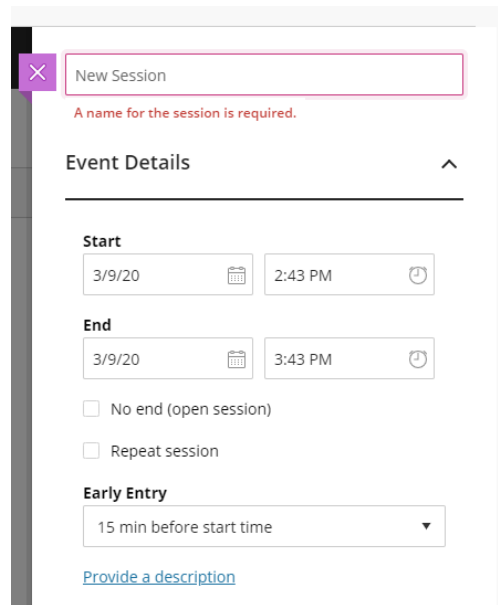 New Session
A name for the session is required.
Event Details
Start
3/9/20 2:43 PM
End
3/9/20 3:43 PM
No end (open session)
Repeat session
Early Entry
15 min before start time
Provide a description